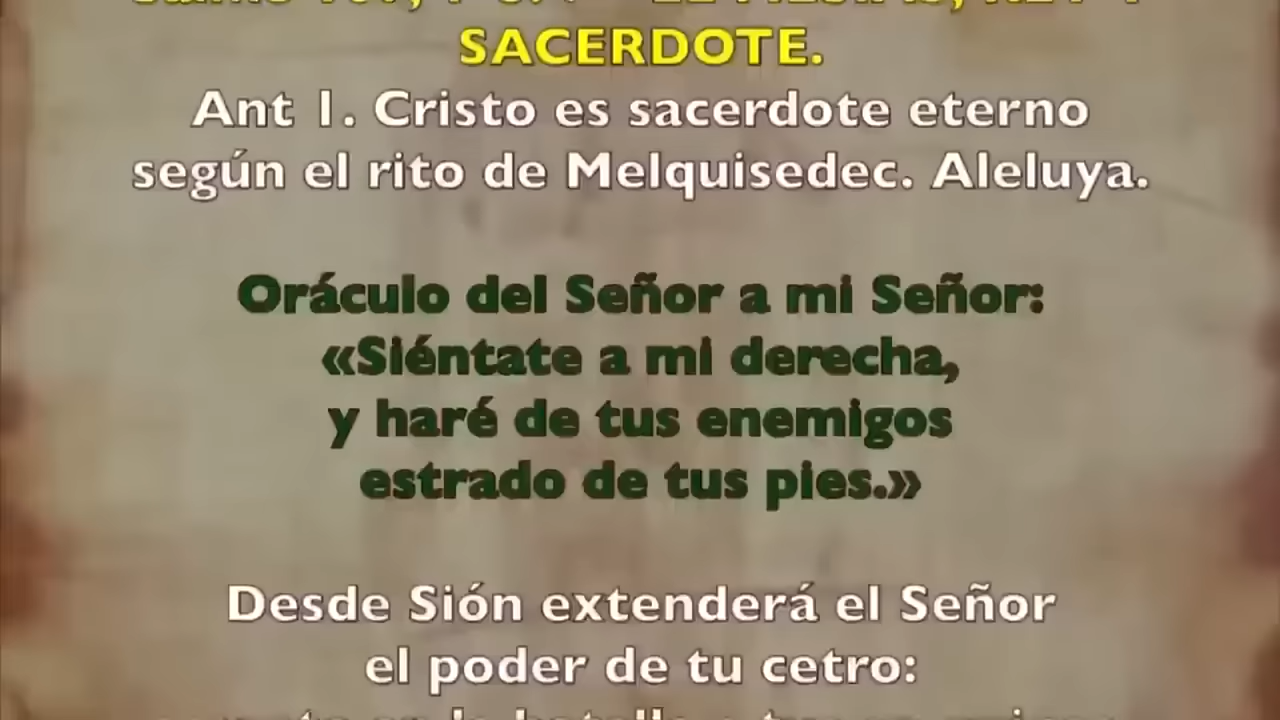 SACERDOTE.
Ant 1. Cristo es sacerdote eterno
según el rito de Melquisedec. Aleluya.
Oráculo del Señor a mi Señor:
«Siéntate a mi derecha,
y haré de tus enemigos
estrado de tus pies.»
Desde Sión extenderá el Señor
el poder de tu cetro: